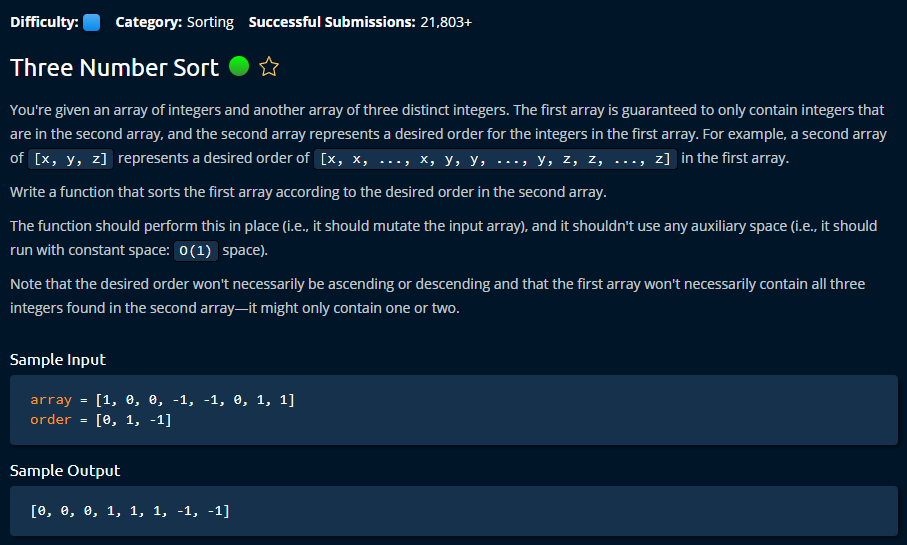 Difficulty: Category: Sorting Successful Submissions: 21,803+
Three Number Sort
You're given an array of integers and another array of three distinct integers. The first array is guaranteed to only contain integers that
are in the second array, and the second array represents a desired order for the integers in the first array. For example, a second array
of [x, y, z] represents a desired order of [x, x, ..., x, y, y, ..., y, z, z, ..., z] in the first array.
Write a function that sorts the first array according to the desired order in the second array.
The function should perform this in place (i.e., it should mutate the input array), and it shouldn't use any auxiliary space (i.e., it should
run with constant space: O(1) space).
Note that the desired order won't necessarily be ascending or descending and that the first array won't necessarily contain all three
integers found in the second array—it might only contain one or two.
Sample Input
array = [1, 0, 0, -1, -1, 0, 1, 1]
order = [0, 1, -1]
Sample Output
[0, 0, 0, 1, 1, 1, -1, -1]